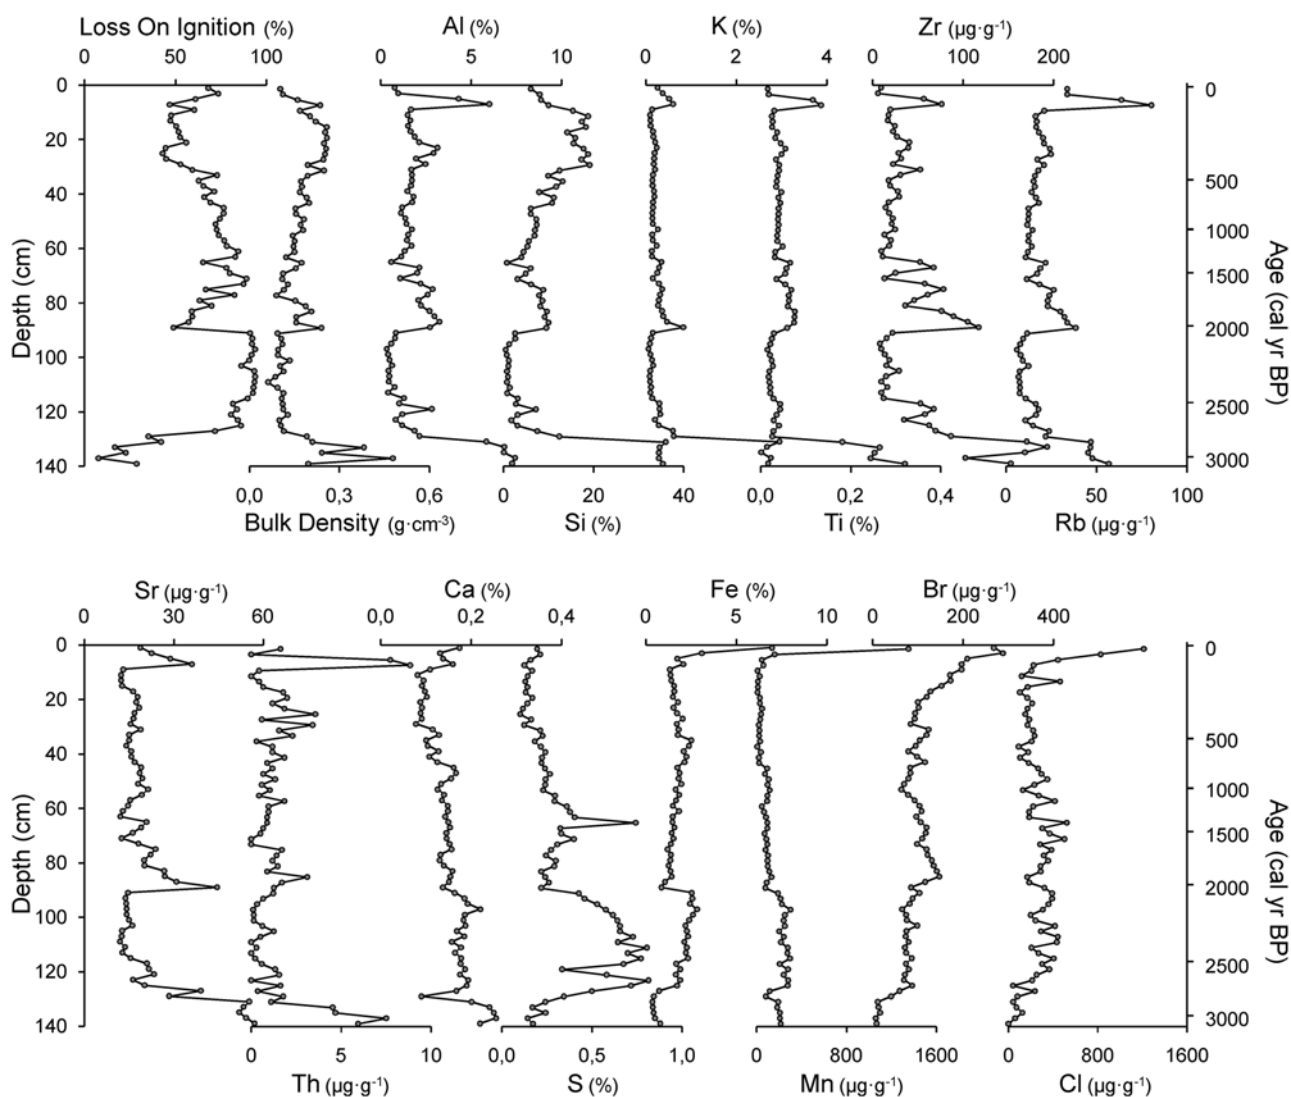 Loss On Ignition (%) Al (%) K (%) Zr (µg·g⁻¹)
0 50 100 0 5 10 0 2 4 0 100 200
0 0
20
40 500
60 1000
80 1500
100 2000
120 2500
140 3000
Depth (cm)
Age (cal yr BP)
0,0 0,3 0,6 0 20 40 0,0 0,2 0,4 0 50 100
Bulk Density (g·cm⁻³) Si (%) Ti (%) Rb (µg·g⁻¹)
Sr (µg·g⁻¹) Ca (%) Fe (%) Br (µg·g⁻¹)
0 30 60 0,0 0,2 0,4 0 5 10 0 200 400
0 0
20
40 500
60 1000
80 1500
100 2000
120 2500
140 3000
Depth (cm)
Age (cal yr BP)
0 5 10 0,0 0,5 1,0 0 800 1600 0 800 1600
Th (µg·g⁻¹) S (%) Mn (µg·g⁻¹) Cl (µg·g⁻¹)